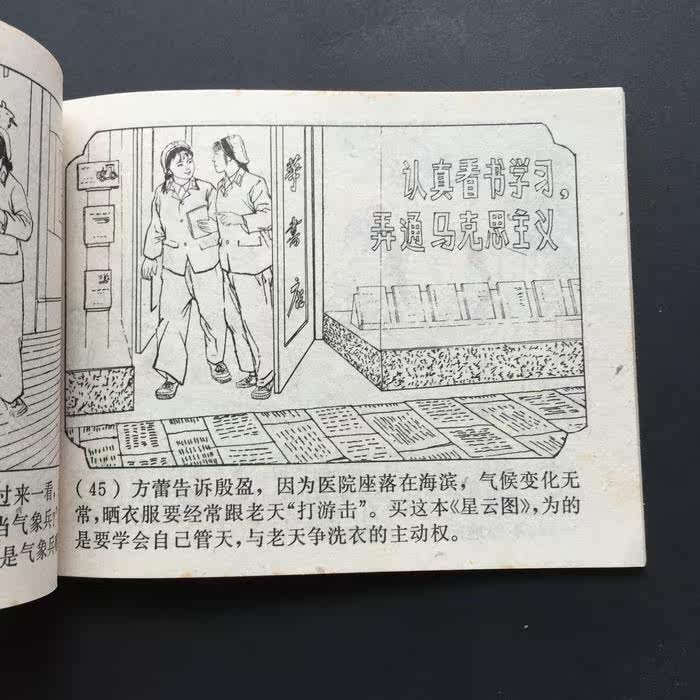 认真看书学习，
弄通马克思主义
华书店
过来一看，
当气象兵
是气象兵
(45) 方蕾告诉殷盈，因为医院座落在海滨，气候变化无
常，晒衣服要经常跟老天“打游击”。买这本《星云图》，为的
是要学会自己管天，与老天争洗衣的主动权。